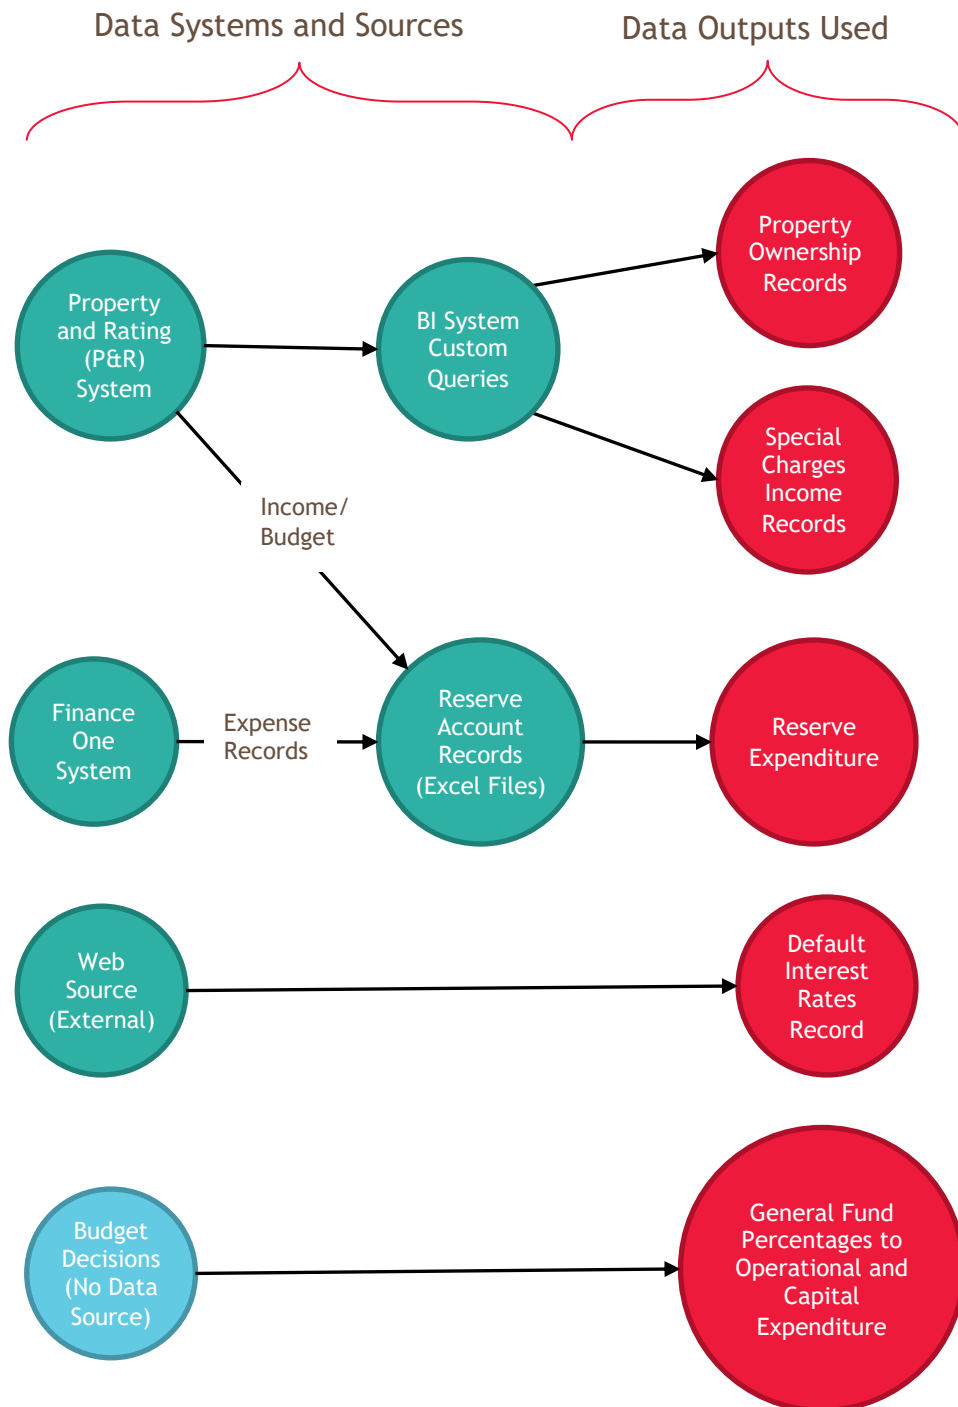 Data Systems and Sources
Data Outputs Used
Property
Ownership
Records
Property
and Rating
(P&R)
System
BI System
Custom
Queries
Special
Charges
Income
Records
Income/
Budget
Finance
One
System
Expense
Records
Reserve
Account
Records
(Excel Files)
Reserve
Expenditure
Web
Source
(External)
Default
Interest
Rates
Record
Budget
Decisions
(No Data
Source)
General Fund
Percentages to
Operational and
Capital
Expenditure